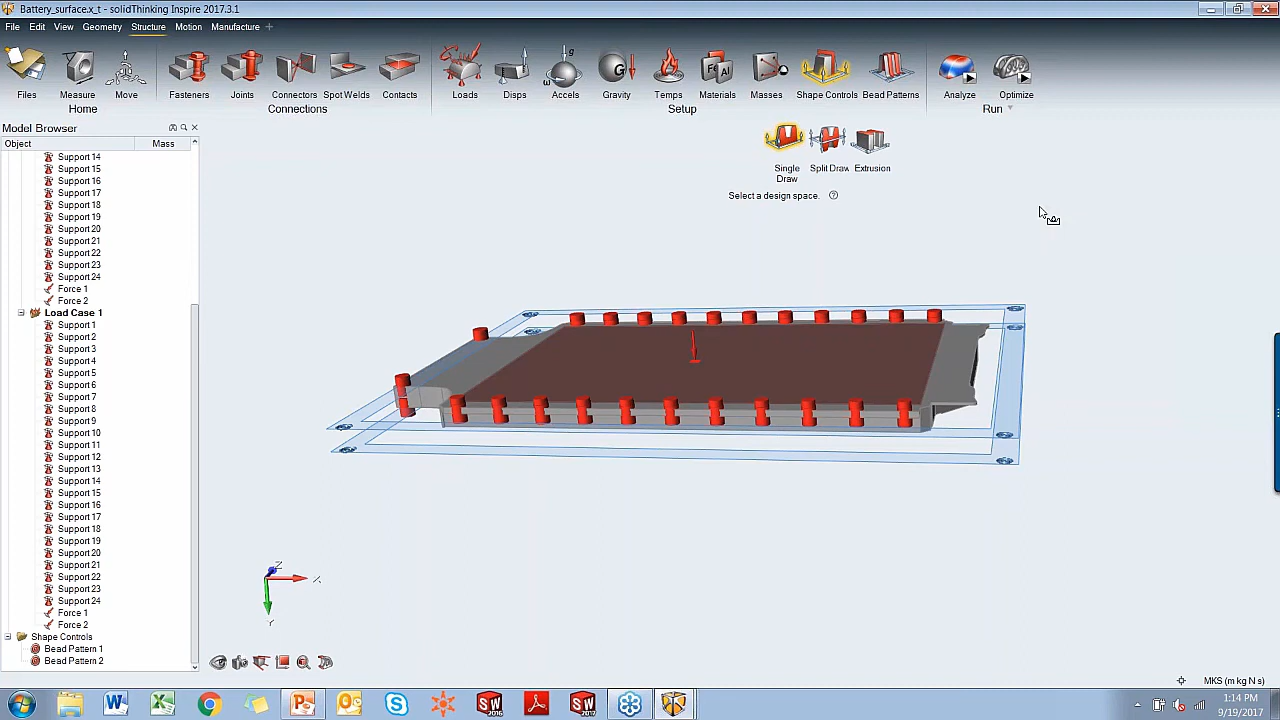 Battery_surface.x_t - solidThinking Inspire 2017.3.1
File Edit View Geometry Structure Motion Manufacture +
Files Measure Move Fasteners Joints Connectors Spot Welds Contacts Loads Disps Accels Gravity Temps Materials Masses Shape Controls Bead Patterns Analyze Optimize
Home Connections Setup Run
Model Browser
Object Mass
Single Draw Split Draw Extrusion
Select a design space.
Support 14
Support 15
Support 16
Support 17
Support 18
Support 19
Support 20
Support 21
Support 22
Support 23
Support 24
Force 1
Force 2
Load Case 1
Support 1
Support 2
Support 3
Support 4
Support 5
Support 6
Support 7
Support 8
Support 9
Support 10
Support 11
Support 12
Support 13
Support 14
Support 15
Support 16
Support 17
Support 18
Support 19
Support 20
Support 21
Support 22
Support 23
Support 24
Force 1
Force 2
Shape Controls
Bead Pattern 1
Bead Pattern 2
Z
X
Y
MKS (m kg N s)
1:14 PM
9/19/2017